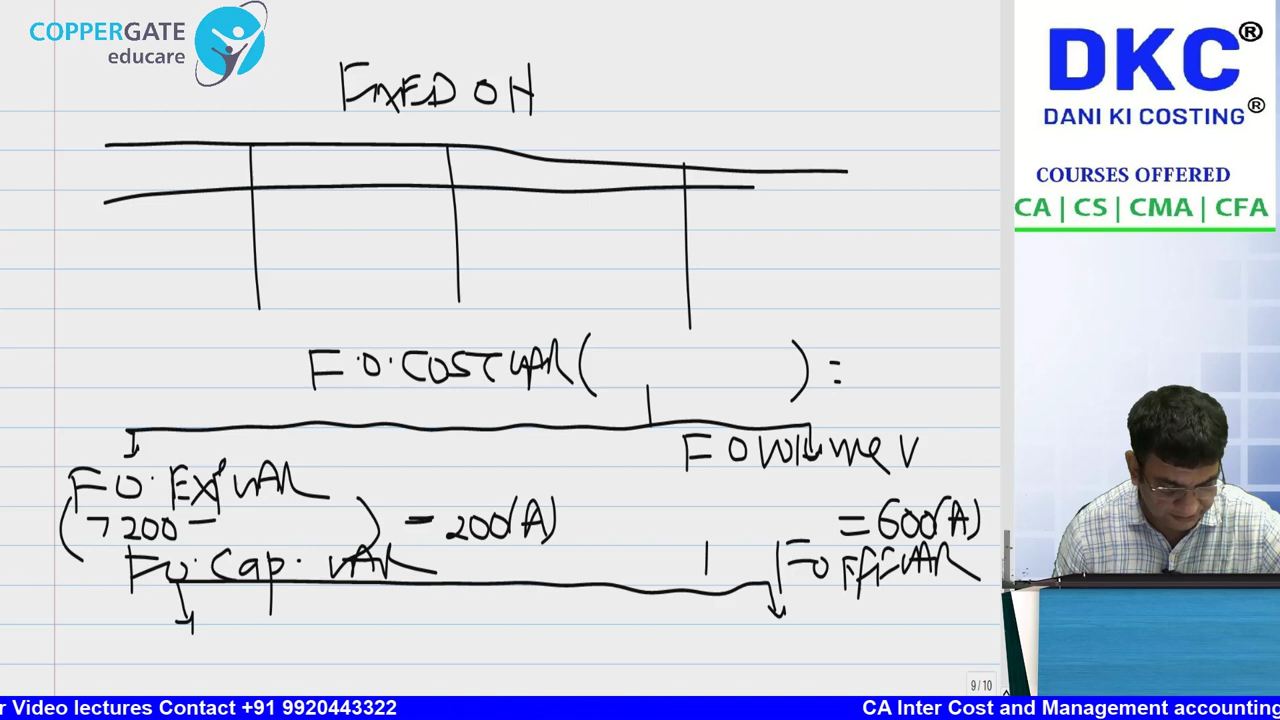 COPPERGATE
educare
FIXED OH
F.O.COST VAR( ) =
F O Volume V
F O. Exp VAR
(7200 - ) = 200(A)
= 600(A)
F O. Cap. VAR
F O Eff VAR
9/10
DKC®
DANI KI COSTING®
COURSES OFFERED
CA | CS | CMA | CFA
r Video lectures Contact +91 9920443322
CA Inter Cost and Management accounting